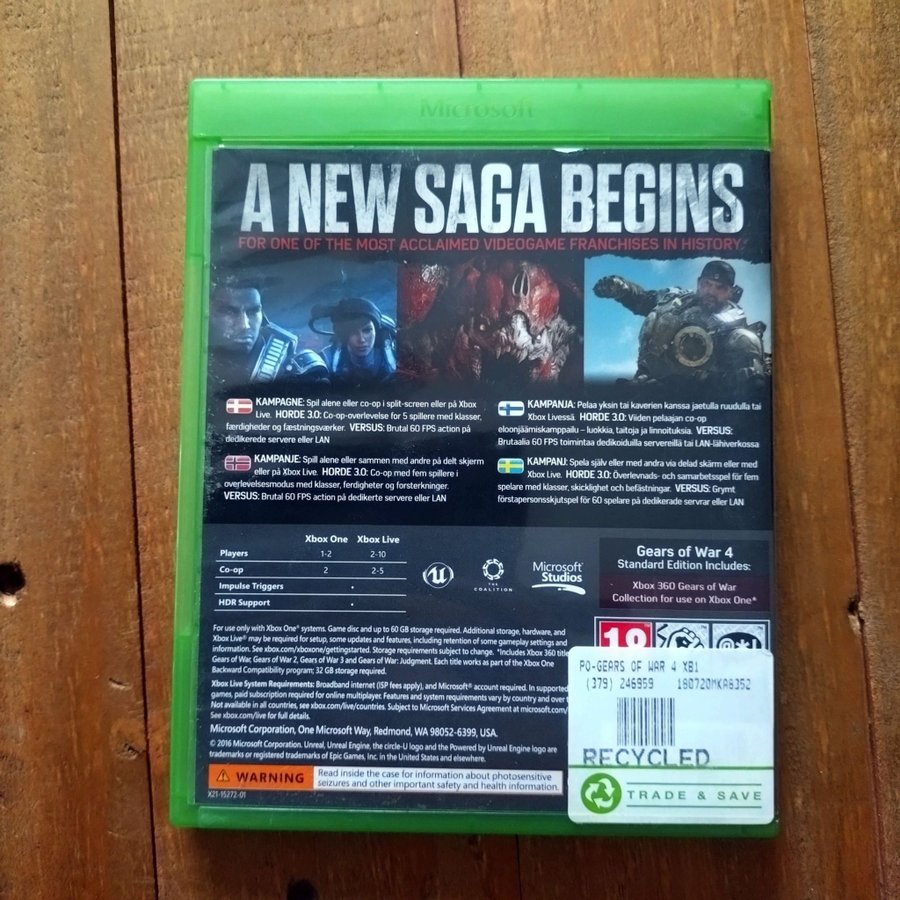 Microsoft
A NEW SAGA BEGINS
FOR ONE OF THE MOST ACCLAIMED VIDEOGAME FRANCHISES IN HISTORY.
KAMPAGNE: Spil alene eller co-op i split-screen eller på Xbox
Live. HORDE 3.0: Co-op-overlevelse for 5 spillere med klasser,
færdigheder og fæstningsværker. VERSUS: Brutal 60 FPS action på
dedikerede servere eller LAN
KAMPANJE: Spill alene eller sammen med andre på delt skjerm
eller på Xbox Live. HORDE 3.0: Co-op med fem spillere i
overlevelsesmodus med klasser, ferdigheter og forsterkninger.
VERSUS: Brutal 60 FPS action på dedikerte servere eller LAN
KAMPANJA: Pelaa yksin tai kaverien kanssa jaetulla ruudulla tai
Xbox Livessä. HORDE 3.0: Viiden pelaajan co-op
eloonjäämiskamppailu – luokkia, taitoja ja linnoituksia. VERSUS:
Brutaalia 60 FPS toimintaa dedikoiduilla servereillä tai LAN-lähiverkossa
KAMPANJ: Spela själv eller med andra via delad skärm eller med
Xbox Live. HORDE 3.0: Överlevnads- och samarbetsspel för fem
spelare med klasser, skicklighet och befästningar. VERSUS: Grymt
förstapersonsskjutspel för 60 spelare på dedikerade servrar eller LAN
Xbox One Xbox Live
Players 1-2 2-10
Co-op 2 2-5
Impulse Triggers •
HDR Support •
U
THE
COALITION
Microsoft
Studios
Gears of War 4
Standard Edition Includes:
Xbox 360 Gears of War
Collection for use on Xbox One*
For use only with Xbox One® systems. Game disc and up to 60 GB storage required. Additional storage, hardware, and
Xbox Live® may be required for setup, some updates and features, including retention of some gameplay settings and
information. See xbox.com/xboxone/gettingstarted. Storage requirements subject to change. *Includes Xbox 360 title
Gears of War, Gears of War 2, Gears of War 3 and Gears of War: Judgment. Each title works as part of the Xbox One
Backward Compatibility program; 32 GB storage required.
Xbox Live System Requirements: Broadband internet (ISP fees apply), and Microsoft® account required. In supported
games, paid subscription required for online multiplayer. Features and system requirements vary by country and over
Not available in all countries, see xbox.com/live/countries. Subject to Microsoft Services Agreement at microsoft.com/
See xbox.com/live for full details.
Microsoft Corporation, One Microsoft Way, Redmond, WA 98052-6399, USA.
© 2016 Microsoft Corporation. Unreal, Unreal Engine, the circle-U logo and the Powered by Unreal Engine logo are
trademarks or registered trademarks of Epic Games, Inc. in the United States and elsewhere.
WARNING Read inside the case for information about photosensitive
seizures and other important safety and health information.
X21-15272-01
18
PO-GEARS OF WAR 4 XB1
(379) 246959 180720MKA6352
RECYCLED
TRADE & SAVE